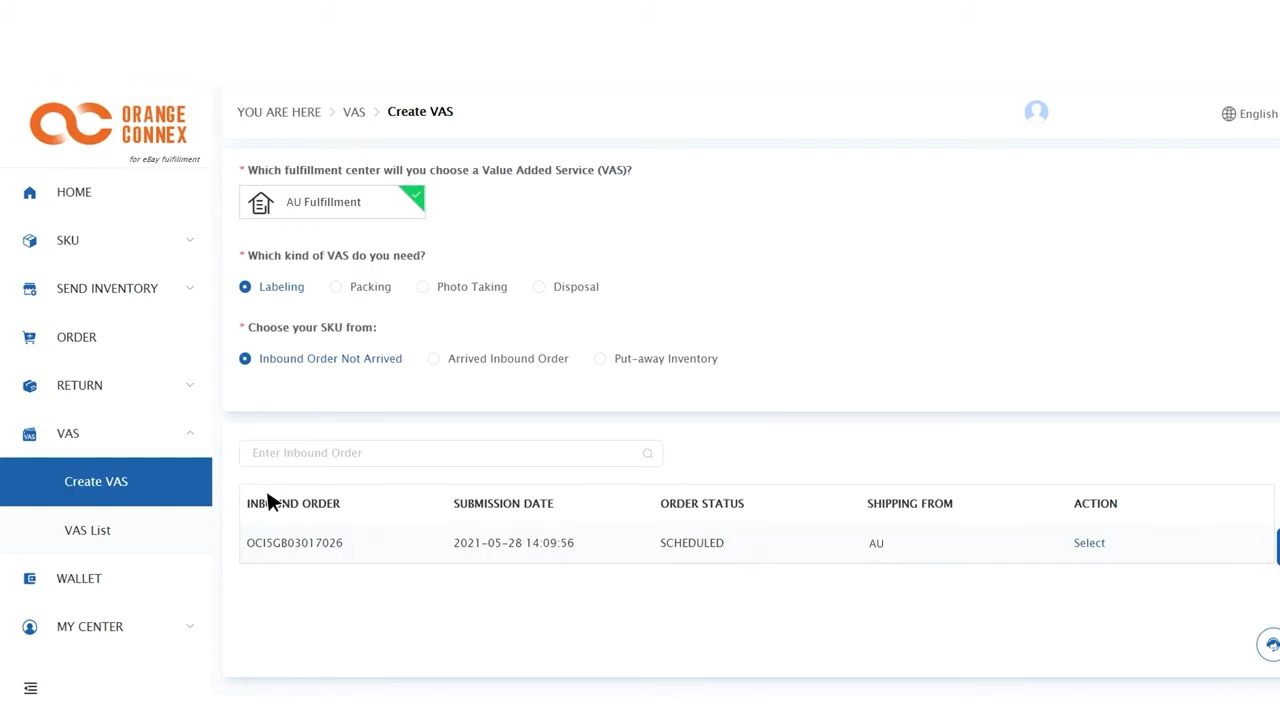 ORANGE
CONNEX
for eBay fulfillment
HOME
SKU
SEND INVENTORY
ORDER
RETURN
VAS
VAS
Create VAS
VAS List
WALLET
MY CENTER
YOU ARE HERE > VAS > Create VAS
English
* Which fulfillment center will you choose a Value Added Service (VAS)?
AU Fulfillment
* Which kind of VAS do you need?
Labeling Packing Photo Taking Disposal
* Choose your SKU from:
Inbound Order Not Arrived Arrived Inbound Order Put-away Inventory
Enter Inbound Order
INBOUND ORDER SUBMISSION DATE ORDER STATUS SHIPPING FROM ACTION
OCI5GB03017026 2021-05-28 14:09:56 SCHEDULED AU Select